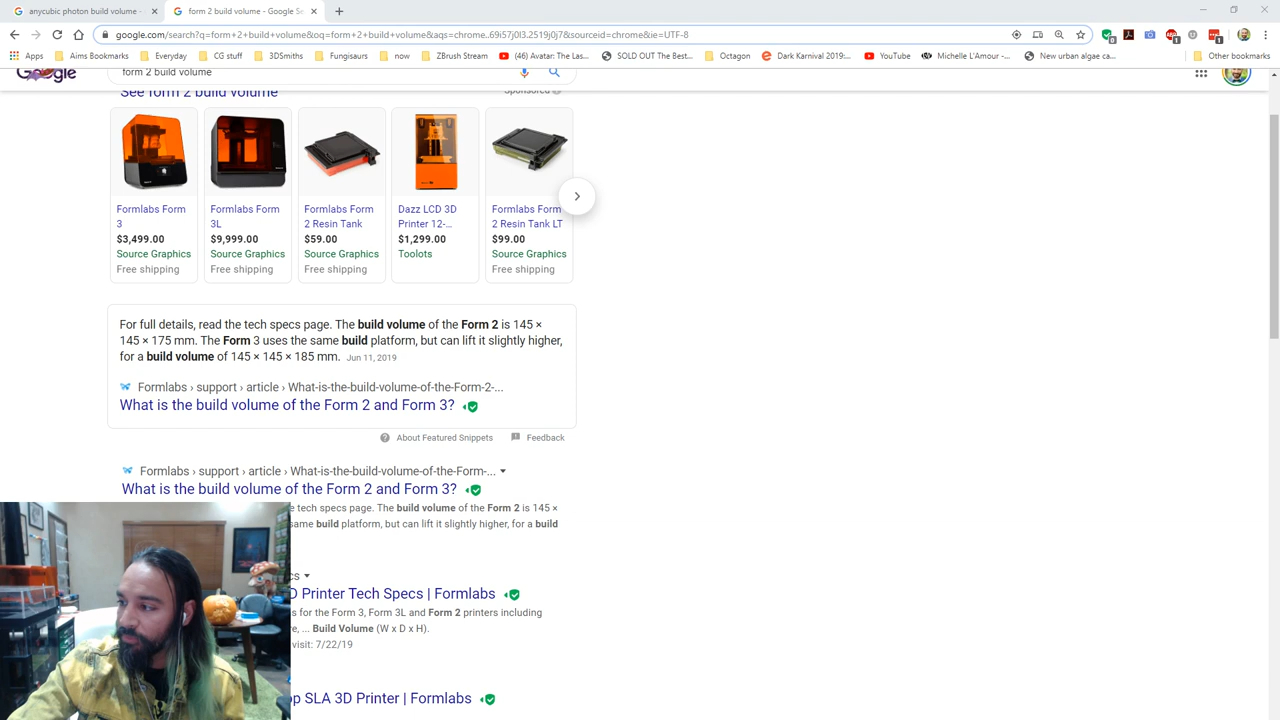 anycubic photon build volume -
form 2 build volume - Google Se
google.com/search?q=form+2+build+volume&oq=form+2+build+volume&aqs=chrome..69i57j0l3.2519j0j7&sourceid=chrome&ie=UTF-8
Apps Aims Bookmarks Everyday CG stuff 3DSmiths Fungisaurs now ZBrush Stream (46) Avatar: The Las... SOLD OUT The Best... Octagon Dark Krnival 2019:... YouTube Michelle L'Amour -... New urban algae ca... Other bookmarks
Google form 2 build volume
See form 2 build volume Sponsored
Formlabs Form Formlabs Form Formlabs Form Dazz LCD 3D Formlabs Form
3 3L 2 Resin Tank Printer 12-... 2 Resin Tank LT
$3,499.00 $9,999.00 $59.00 $1,299.00 $99.00
Source Graphics Source Graphics Source Graphics Toolots Source Graphics
Free shipping Free shipping Free shipping Free shipping
For full details, read the tech specs page. The build volume of the Form 2 is 145 ×
145 × 175 mm. The Form 3 uses the same build platform, but can lift it slightly higher,
for a build volume of 145 × 145 × 185 mm. Jun 11, 2019
Formlabs › support › article › What-is-the-build-volume-of-the-Form-2-...
What is the build volume of the Form 2 and Form 3?
About Featured Snippets Feedback
Formlabs › support › article › What-is-the-build-volume-of-the-Form-...
What is the build volume of the Form 2 and Form 3?
e tech specs page. The build volume of the Form 2 is 145 ×
same build platform, but can lift it slightly higher, for a build
cs
D Printer Tech Specs | Formlabs
s for the Form 3, Form 3L and Form 2 printers including
e, ... Build Volume (W x D x H).
visit: 7/22/19
op SLA 3D Printer | Formlabs